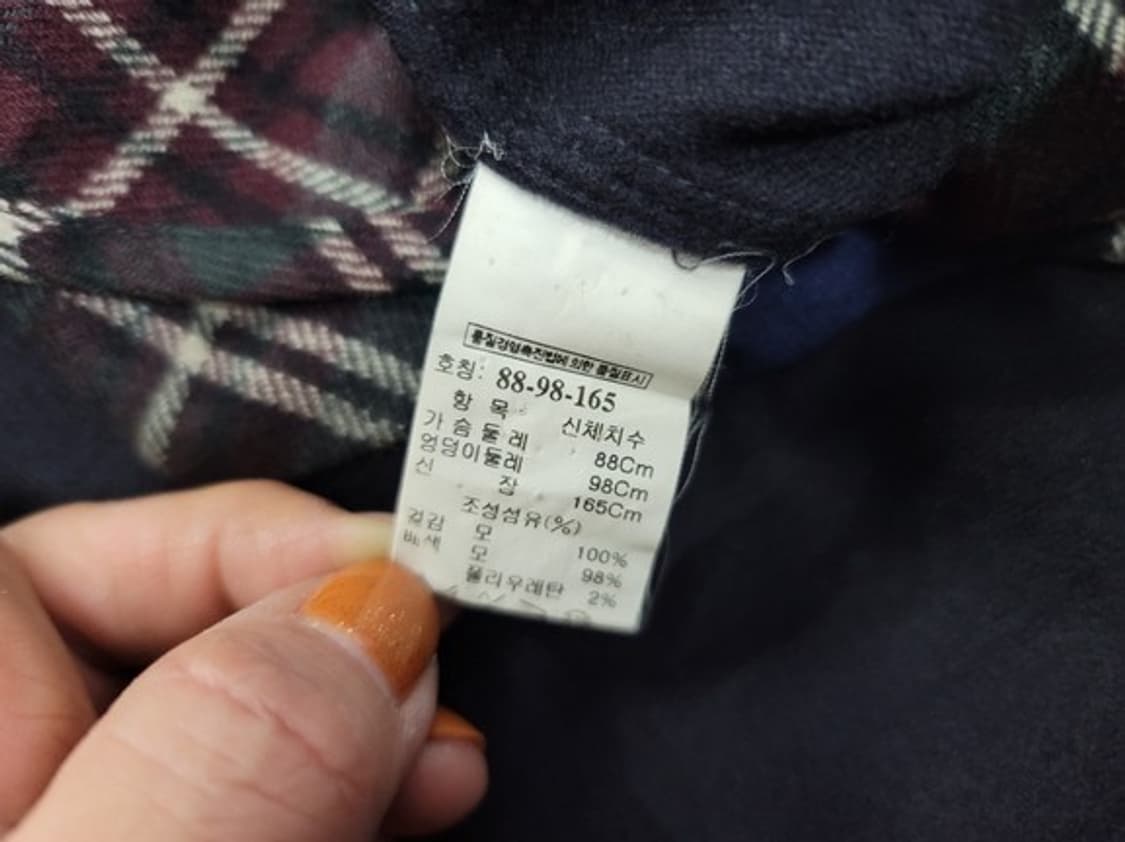 품질경영촉진법에 의한 품질표시
호칭: 88-98-165
항 목 신체치수
가슴둘레 88Cm
엉덩이둘레 98Cm
신 장 165Cm
조성섬유(%)
겉감 모 100%
배색 모 98%
폴리우레탄 2%